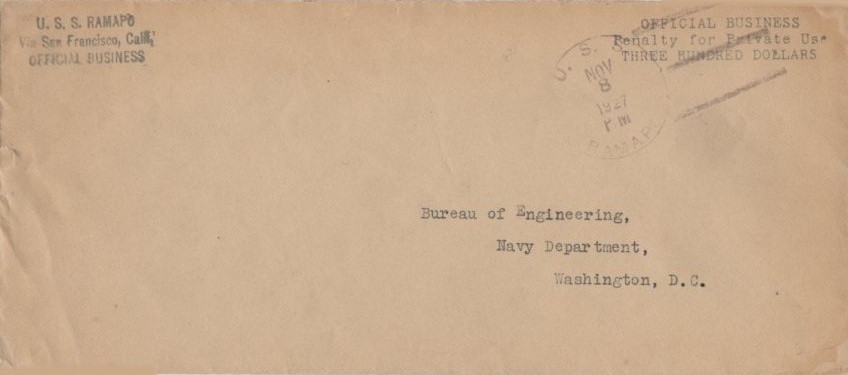 U. S. S. RAMAPO
Via San Francisco, Calif.
OFFICIAL BUSINESS
OFFICIAL BUSINESS
Penalty for Private Use
THREE HUNDRED DOLLARS
U. S. S.
NOV
8
1927
P M
RAMAPO
Bureau of Engineering,
Navy Department,
Washington, D.C.